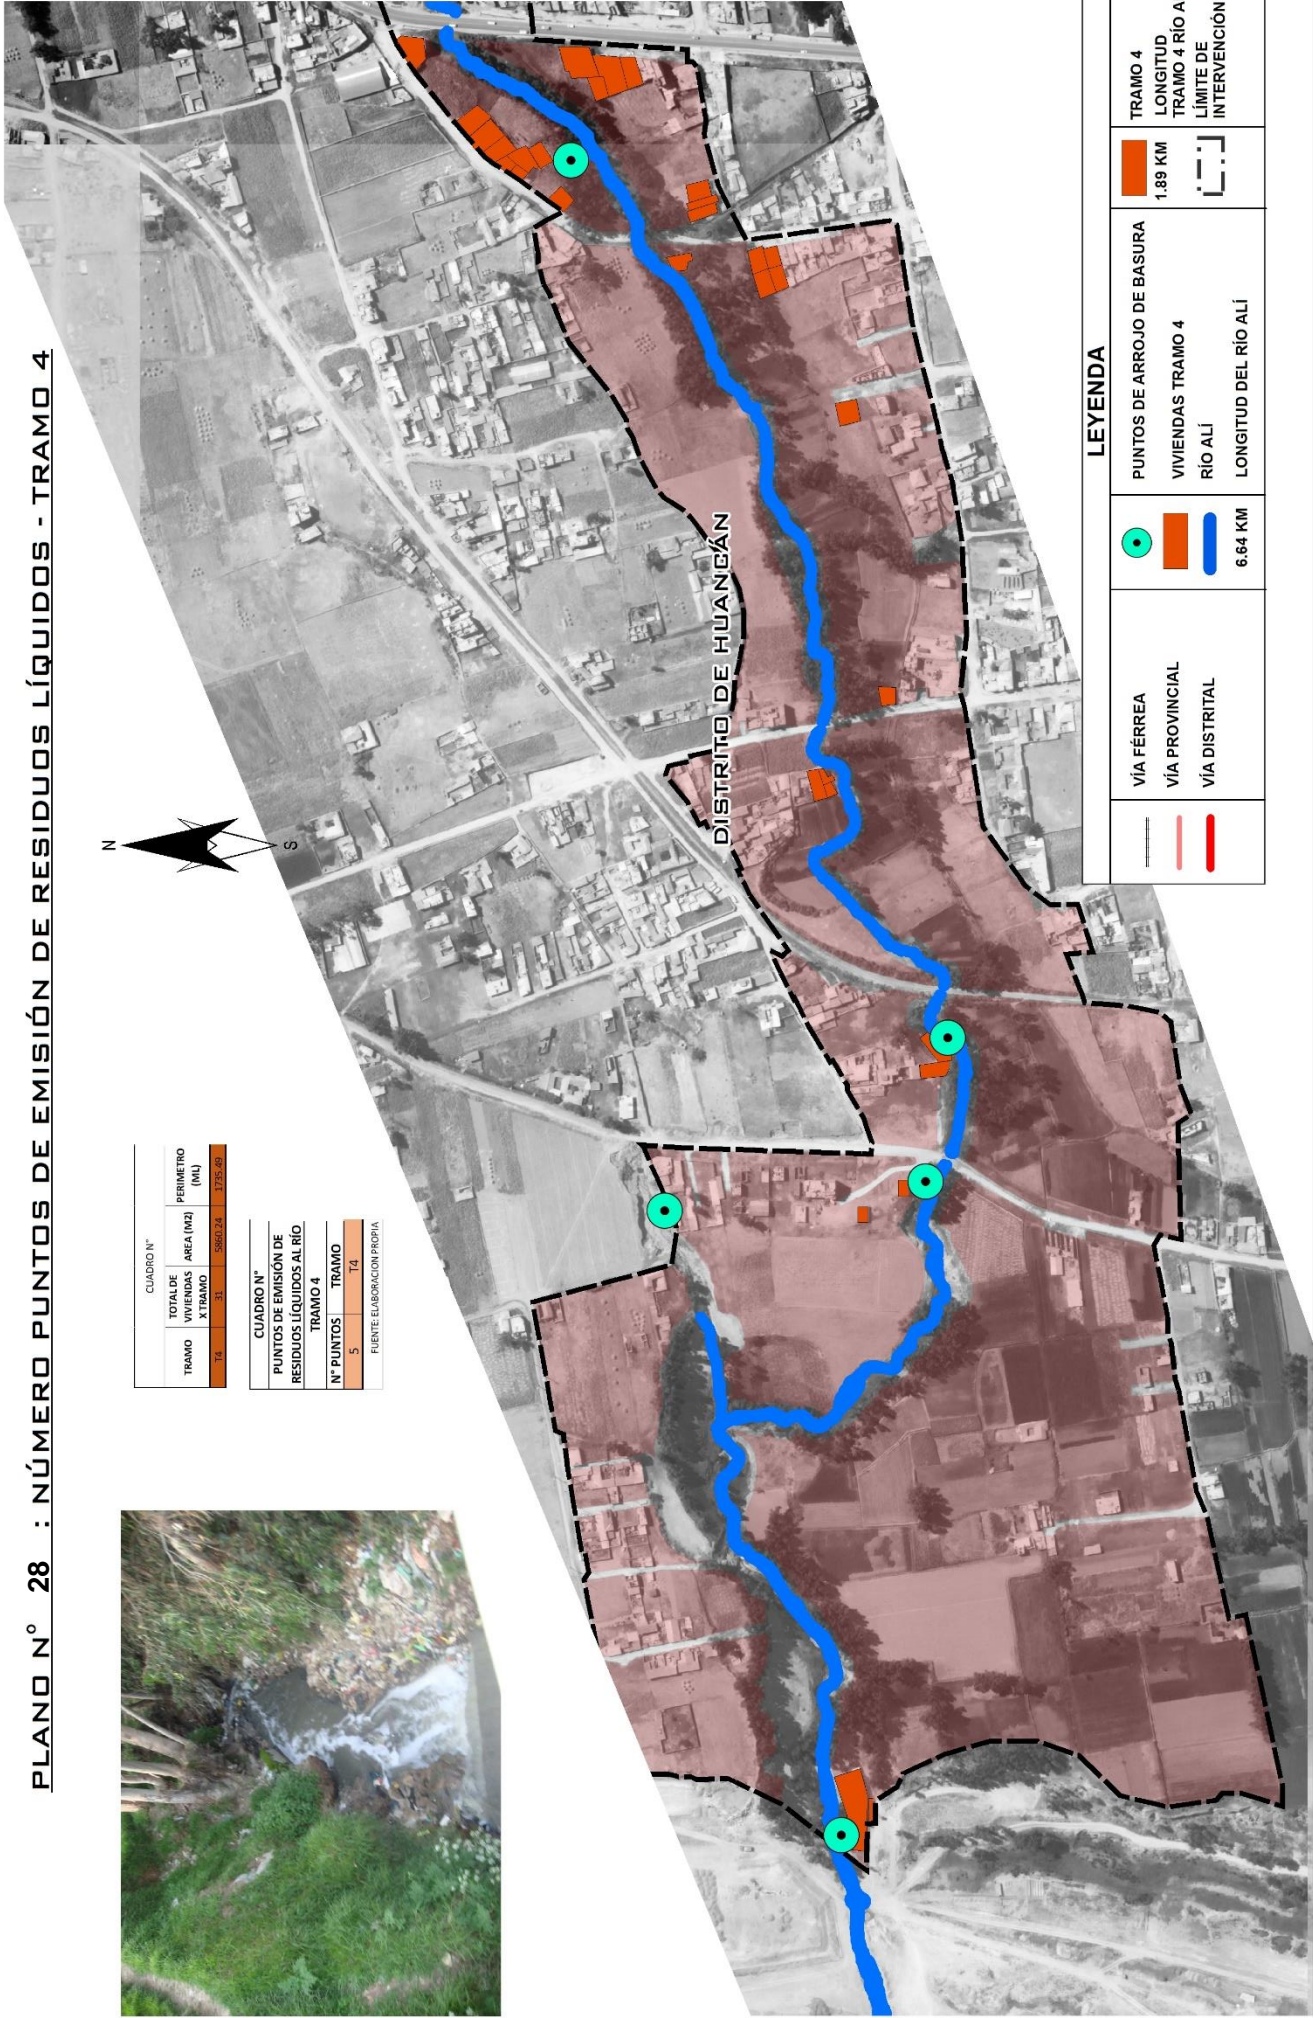 PLANO N° 28 : NÚMERO PUNTOS DE EMISIÓN DE RESIDUOS LÍQUIDOS - TRAMO 4
CUADRO N°
TRAMO
TOTAL DE
VIVIENDAS
X TRAMO
AREA (M2)
PERIMETRO
(ML)
T4 31 5860.24 1735.49
CUADRO N°
PUNTOS DE EMISIÓN DE
RESIDUOS LÍQUIDOS AL RÍO
TRAMO 4
N° PUNTOS TRAMO
5 T4
FUENTE: ELABORACION PROPIA
N
S
DISTRITO DE HUANCÁN
LEYENDA
VÍA FÉRREA
VÍA PROVINCIAL
VÍA DISTRITAL
PUNTOS DE ARROJO DE BASURA
VIVIENDAS TRAMO 4
RÍO ALÍ
6.64 KM LONGITUD DEL RÍO ALÍ
TRAMO 4
1.89 KM LONGITUD
TRAMO 4 RÍO A
LÍMITE DE
INTERVENCIÓN